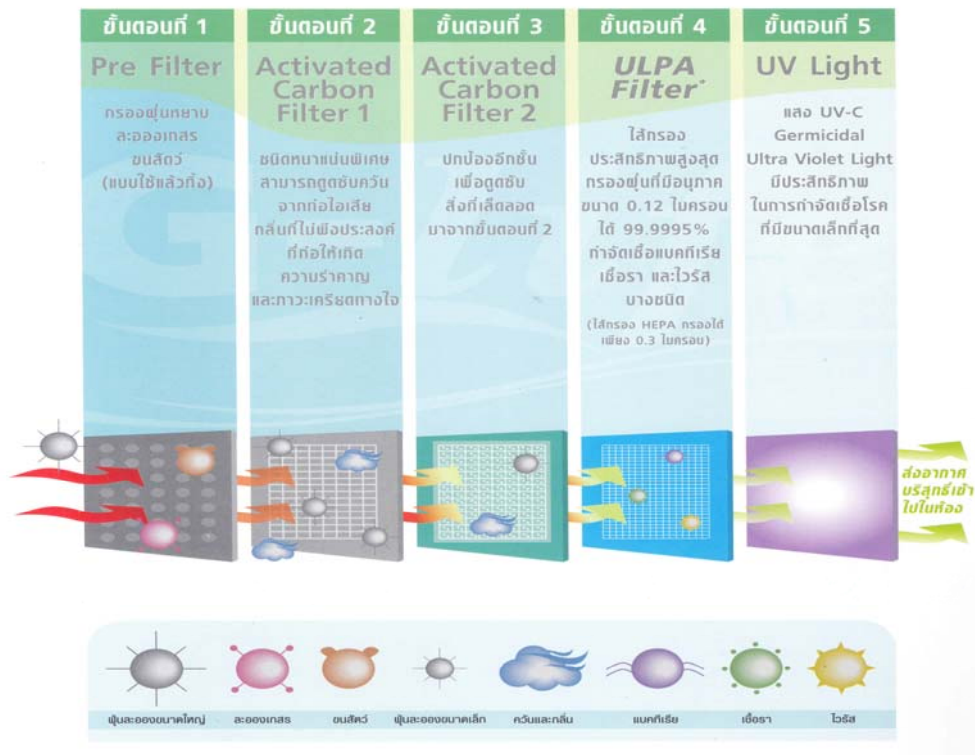 ขั้นตอนที่ 1
Pre Filter
กรองฝุ่นหยาบ
ละอองเกสร
ขนสัตว์
(แบบใช้แล้วทิ้ง)
ขั้นตอนที่ 2
Activated
Carbon
Filter 1
ชนิดหนาแน่นพิเศษ
สามารถดูดซับควัน
จากท่อไอเสีย
กลิ่นที่ไม่พึงประสงค์
ที่ก่อให้เกิด
ความรำคาญ
และภาวะเครียดทางใจ
ขั้นตอนที่ 3
Activated
Carbon
Filter 2
ปกป้องอีกชั้น
เพื่อดูดซับ
สิ่งที่เล็ดลอด
มาจากขั้นตอนที่ 2
ขั้นตอนที่ 4
ULPA
Filter*
ไส้กรอง
ประสิทธิภาพสูงสุด
กรองฝุ่นที่มีอนุภาค
ขนาด 0.12 ไมครอน
ได้ 99.9995%
กำจัดเชื้อแบคทีเรีย
เชื้อรา และไวรัส
บางชนิด
(ไส้กรอง HEPA กรองได้
เพียง 0.3 ไมครอน)
ขั้นตอนที่ 5
UV Light
แสง UV-C
Germicidal
Ultra Violet Light
มีประสิทธิภาพ
ในการกำจัดเชื้อโรค
ที่มีขนาดเล็กที่สุด
ส่งอากาศ
บริสุทธิ์เข้า
ไปในห้อง
ฝุ่นละอองขนาดใหญ่
ละอองเกสร
ขนสัตว์
ฝุ่นละอองขนาดเล็ก
ควันและกลิ่น
แบคทีเรีย
เชื้อรา
ไวรัส